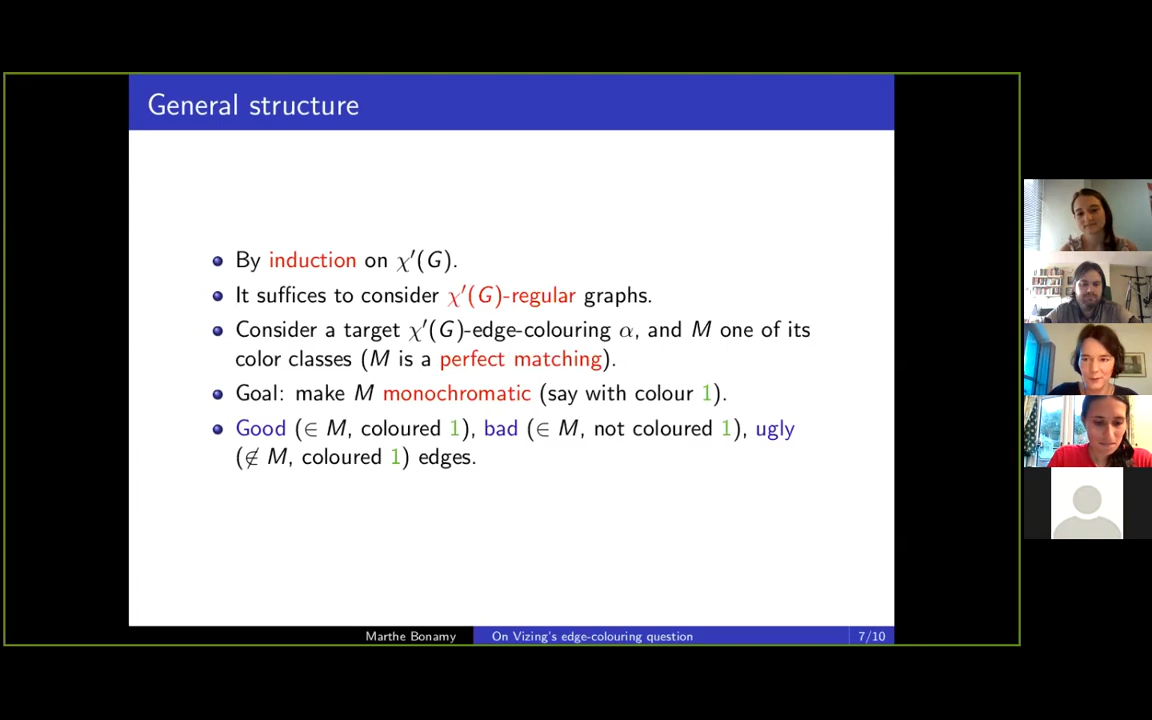 General structure
By induction on χ′(G).
It suffices to consider χ′(G)-regular graphs.
Consider a target χ′(G)-edge-colouring α, and M one of its
color classes (M is a perfect matching).
Goal: make M monochromatic (say with colour 1).
Good (∈ M, coloured 1), bad (∈ M, not coloured 1), ugly
(∉ M, coloured 1) edges.
Marthe Bonamy On Vizing's edge-colouring question 7/10